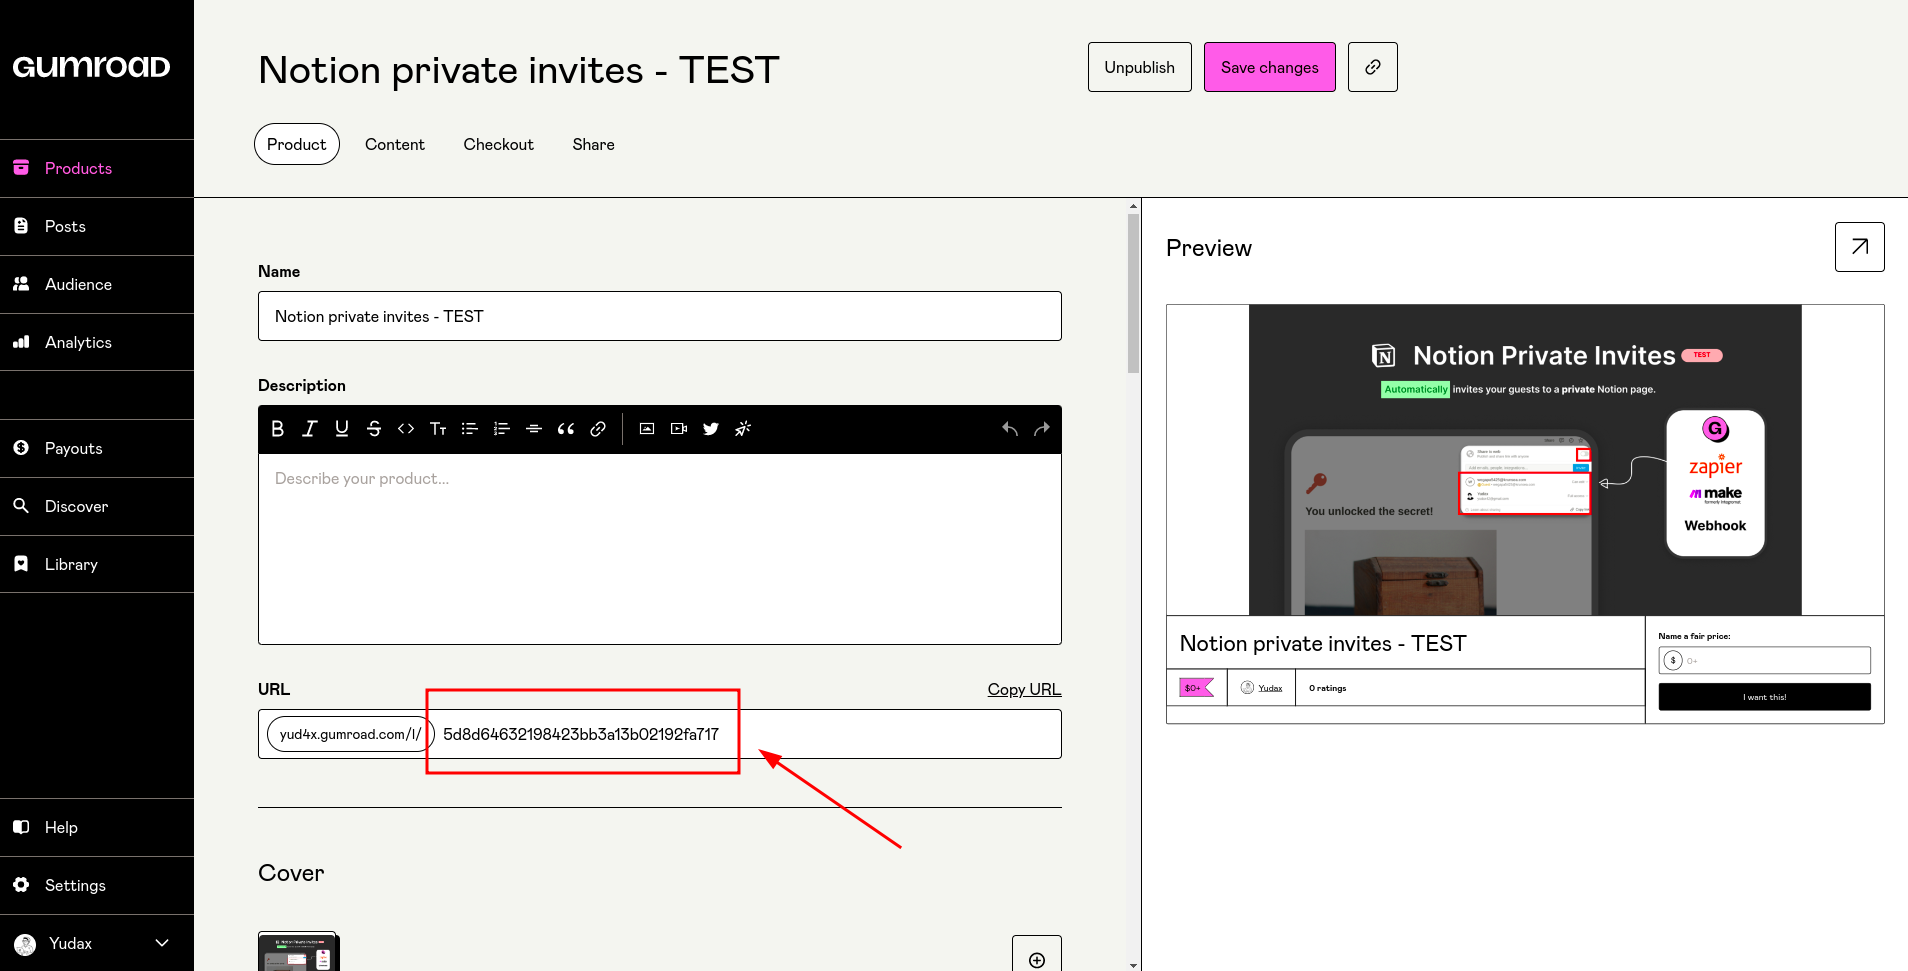 GUMROAD
Products
Posts
Audience
Analytics
Payouts
Discover
Library
Help
Settings
Yudax
Notion private invites - TEST
Unpublish
Save changes
Product
Content
Checkout
Share
Name
Notion private invites - TEST
Description
Describe your product...
URL
Copy URL
yud4x.gumroad.com/l/
5d8d64632198423bb3a13b02192fa717
Cover
Preview
Notion Private Invites TEST
Automatically invites your guests to a private Notion page.
You unlocked the secret!
G
zapier
make
formerly Integromat
Webhook
Notion private invites - TEST
$0+
Yudax
0 ratings
Name a fair price:
$ 0+
I want this!